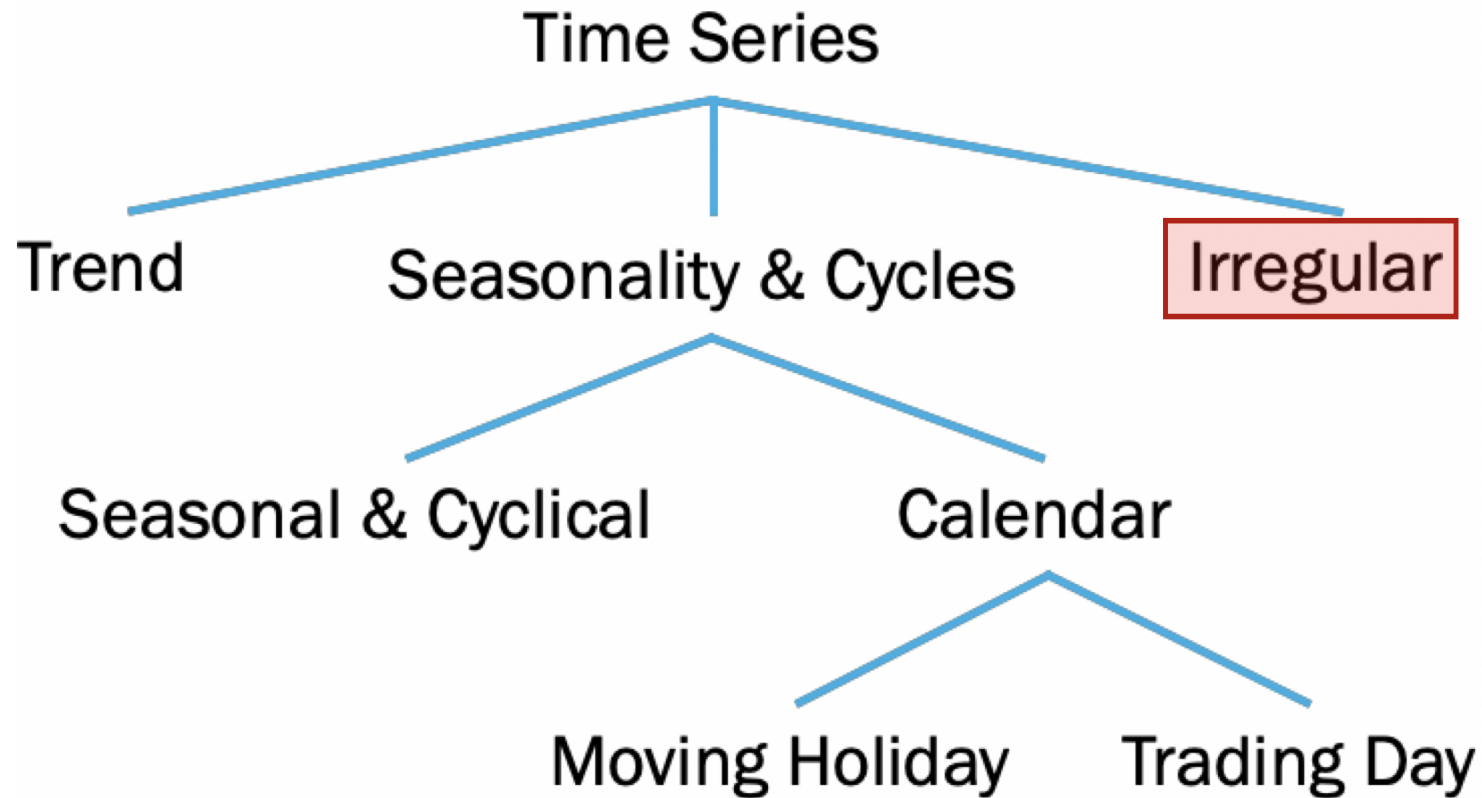 Time Series
Trend
Seasonality & Cycles
Irregular
Seasonal & Cyclical
Calendar
Moving Holiday
Trading Day